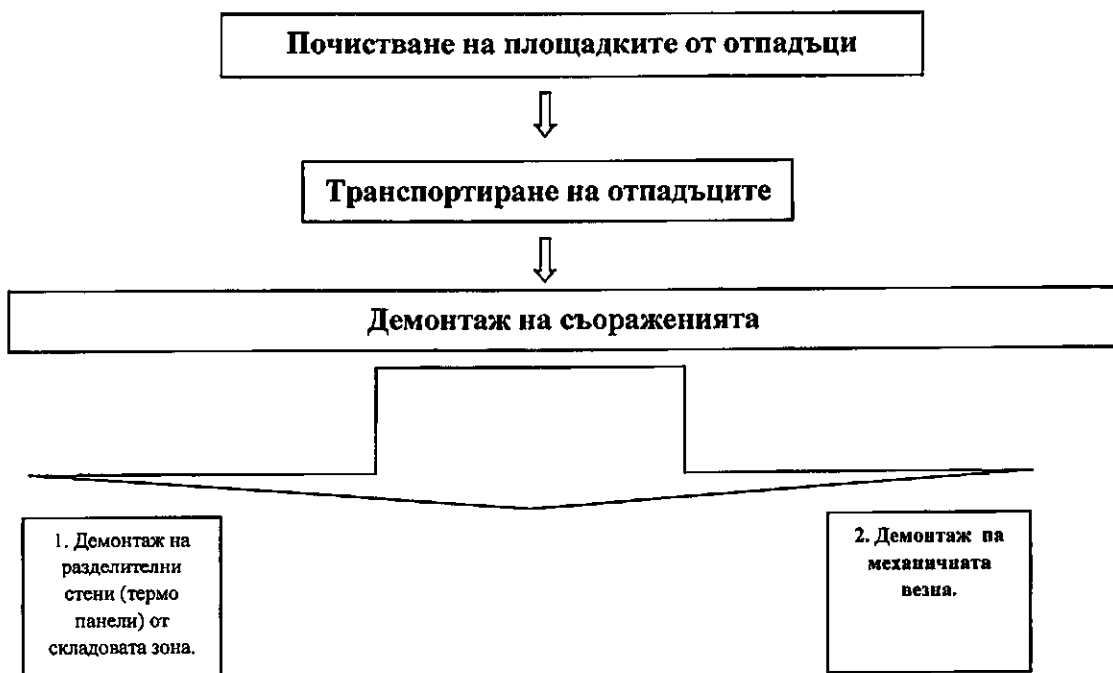 Почистване на площадките от отпадъци
Транспортиране на отпадъците
Демонтаж на съораженията
1. Демонтаж на
разделителни
стени (термо
панели) от
складовата зона.
2. Демонтаж на
механичната
везна.